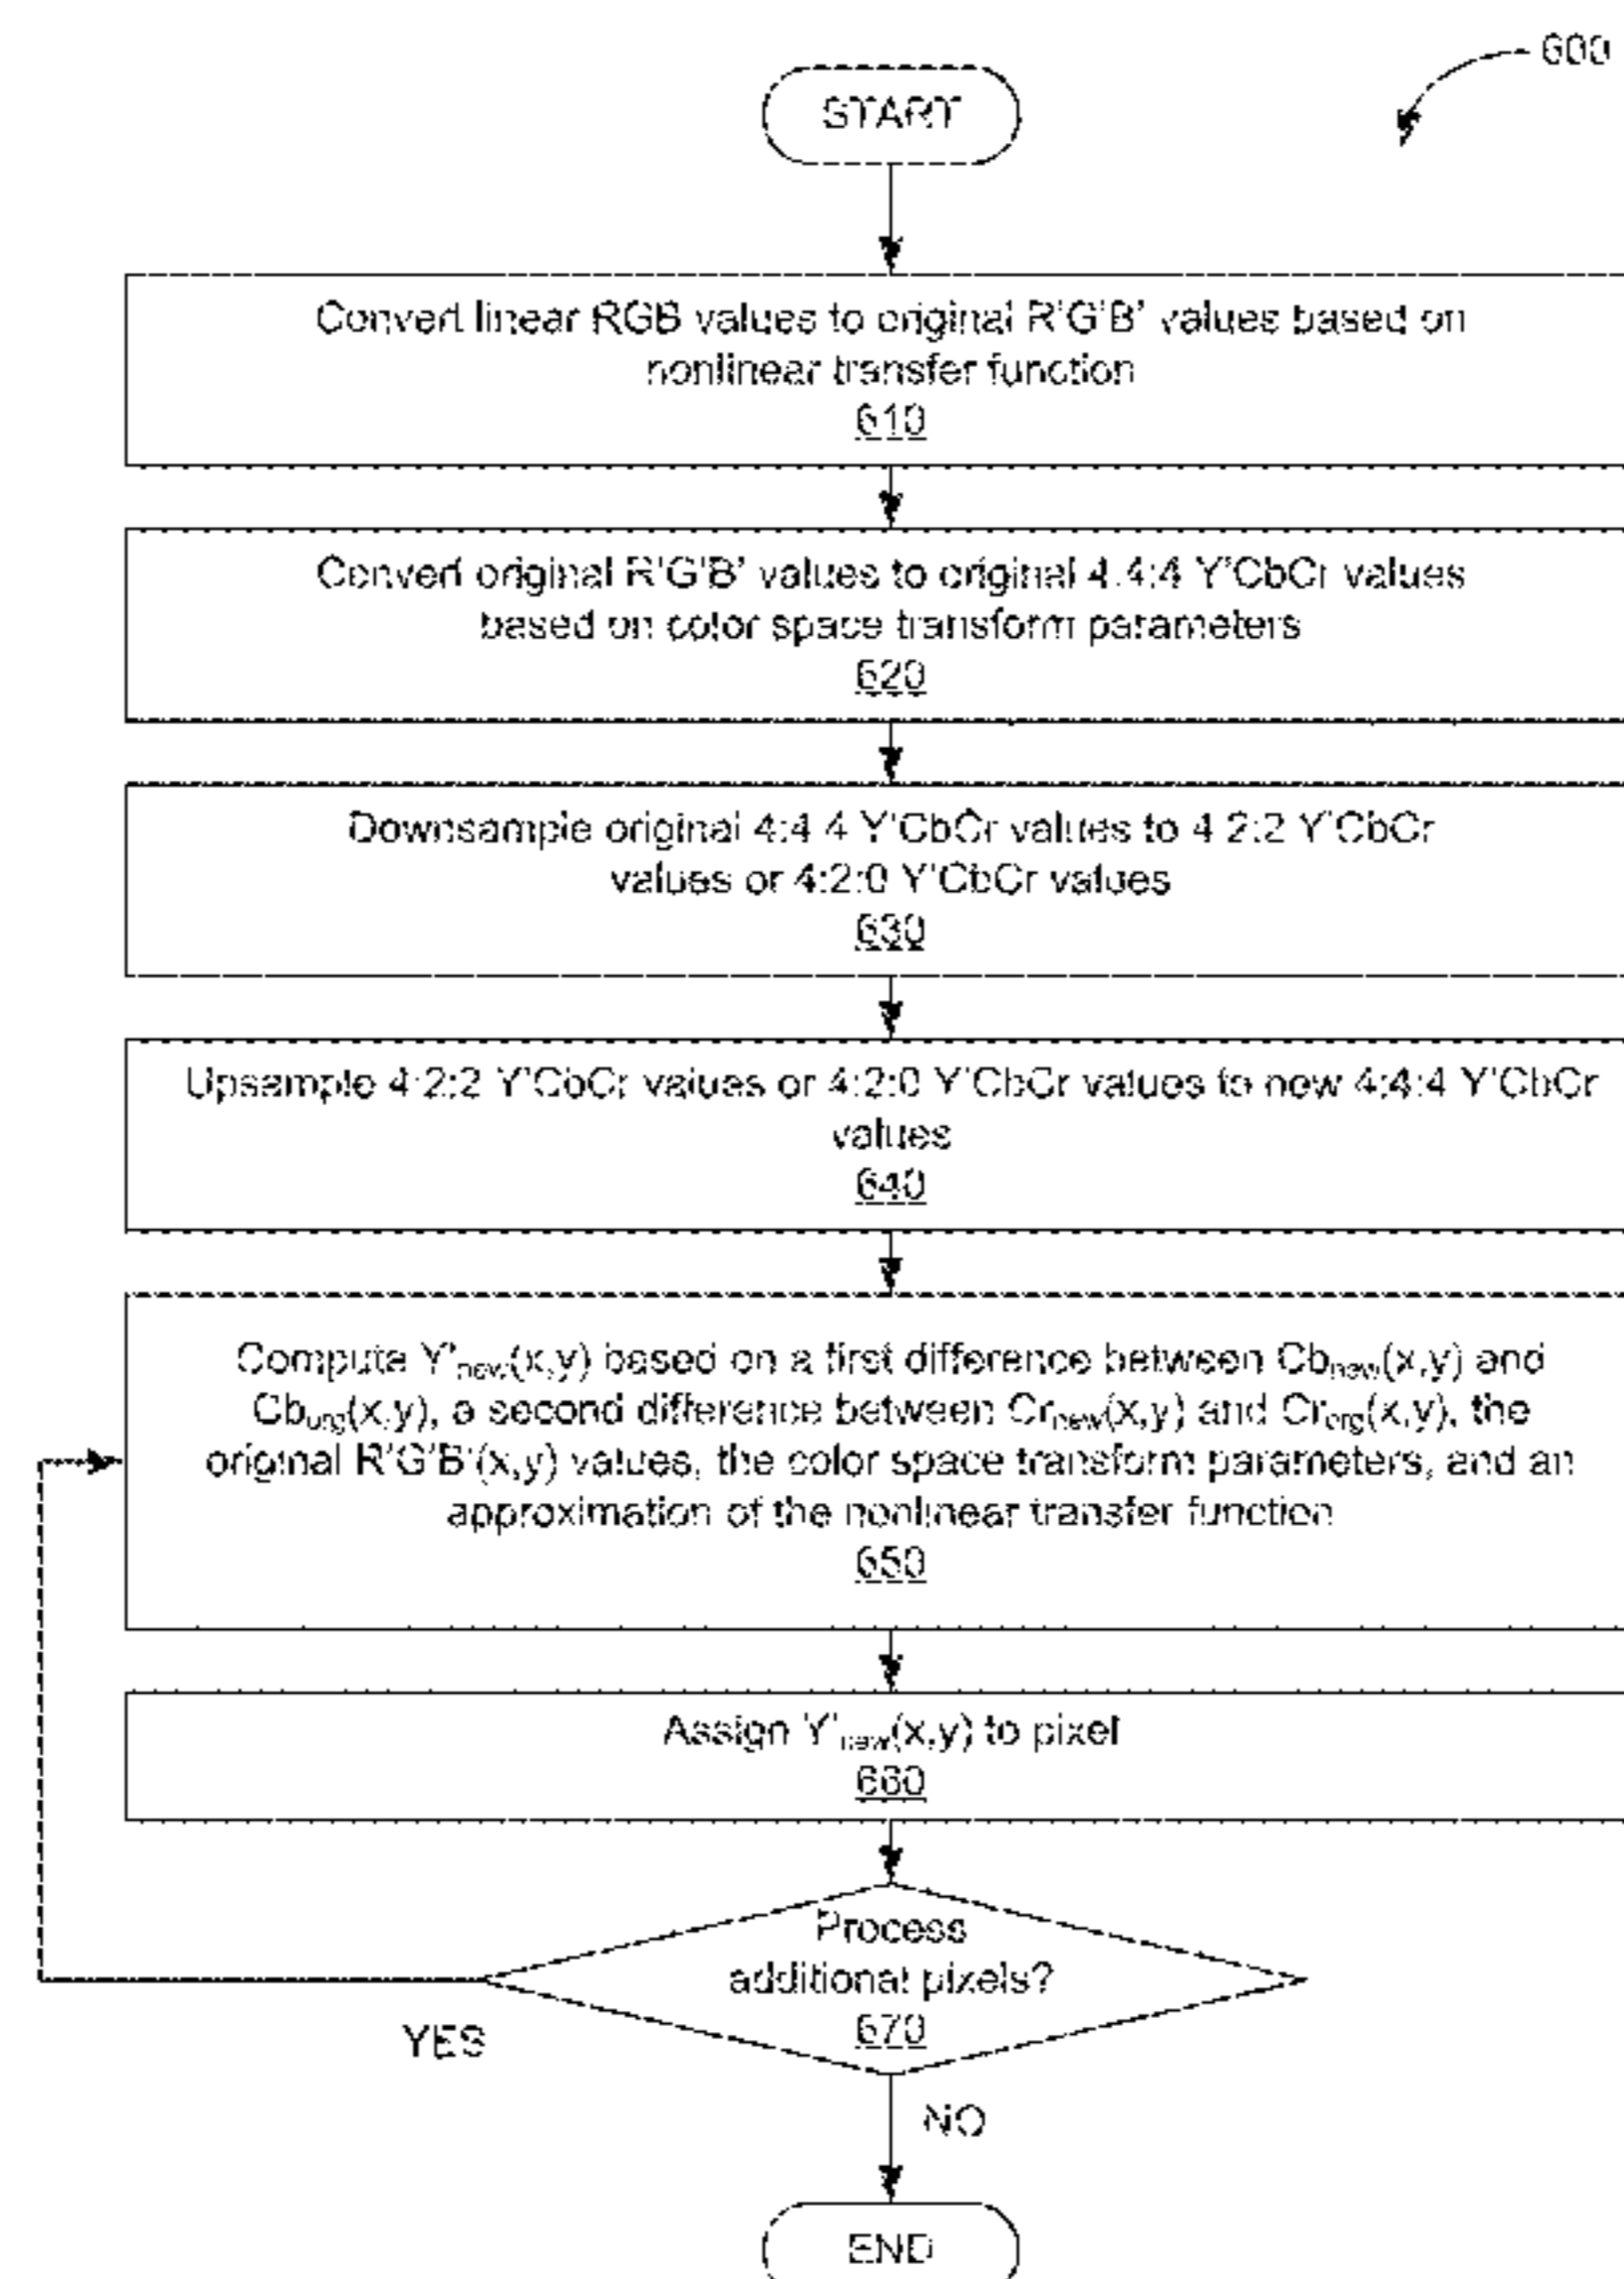 600
START
Convert linear RGB values to original R'G'B' values based on
nonlinear transfer function
610
Convert original R'G'B' values to original 4:4:4 Y'CbCr values
based on color space transform parameters
620
Downsample original 4:4:4 Y'CbCr values to 4:2:2 Y'CbCr
values or 4:2:0 Y'CbCr values
630
Upsample 4:2:2 Y'CbCr values or 4:2:0 Y'CbCr values to new 4:4:4 Y'CbCr
values
640
Compute Y'new(x,y) based on a first difference between Cbnew(x,y) and
Cborg(x,y), a second difference between Crnew(x,y) and Crorg(x,y), the
original R'G'B'(x,y) values, the color space transform parameters, and an
approximation of the nonlinear transfer function
650
Assign Y'new(x,y) to pixel
660
Process
additional pixels?
670
YES
NO
END